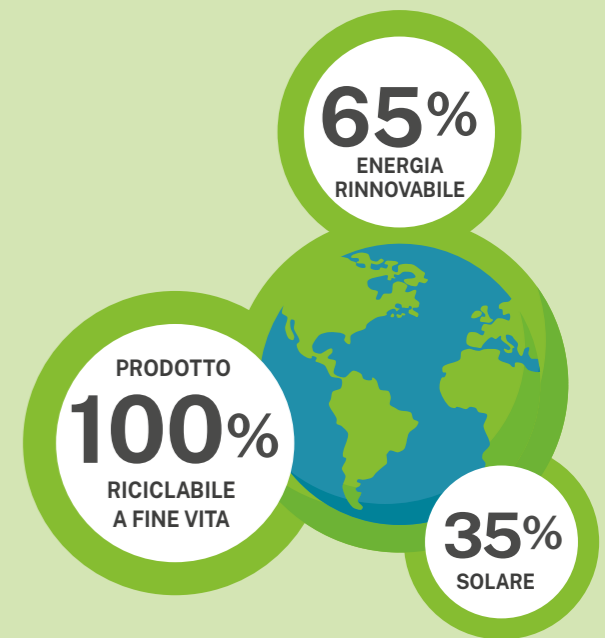 65%
ENERGIA
RINNOVABILE
PRODOTTO
100%
RICICLABILE
A FINE VITA
35%
SOLARE